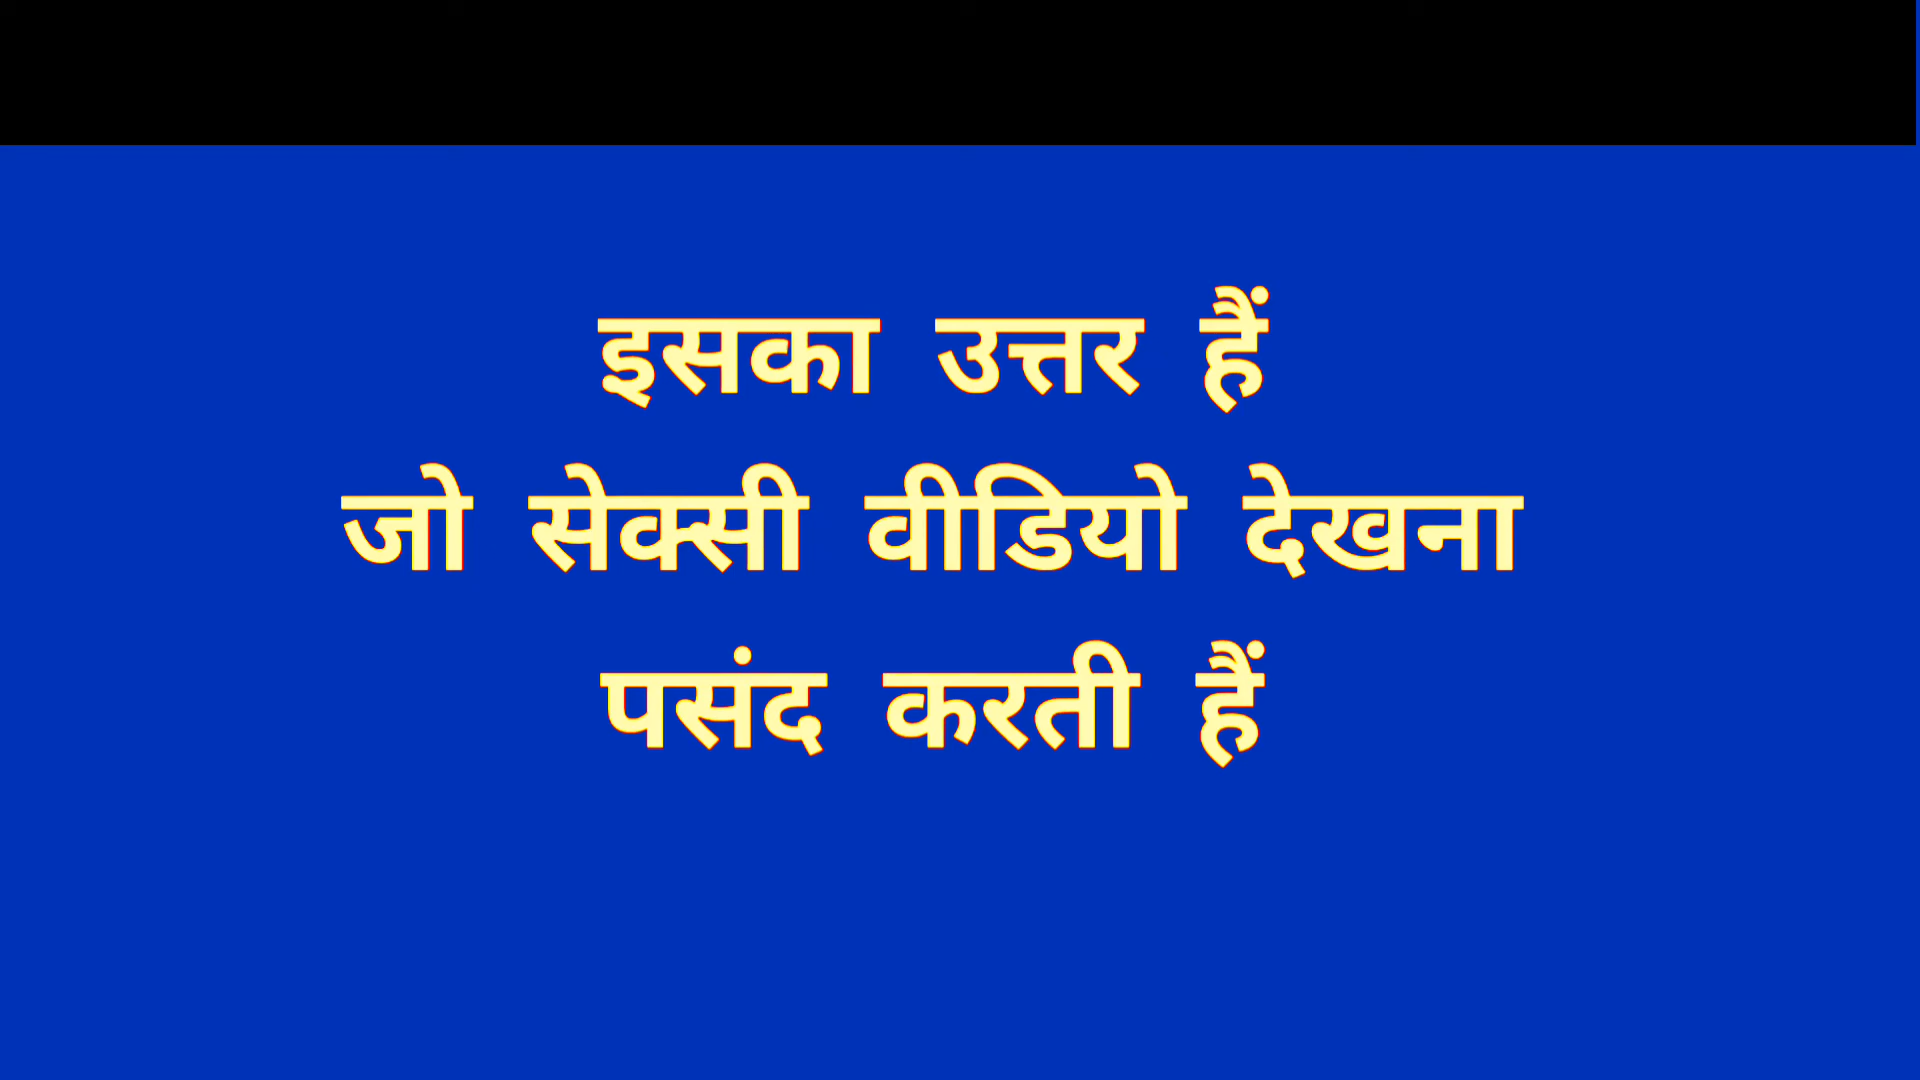 इसका उत्तर हैं
जो सेक्सी वीडियो देखना
पसंद करती हैं